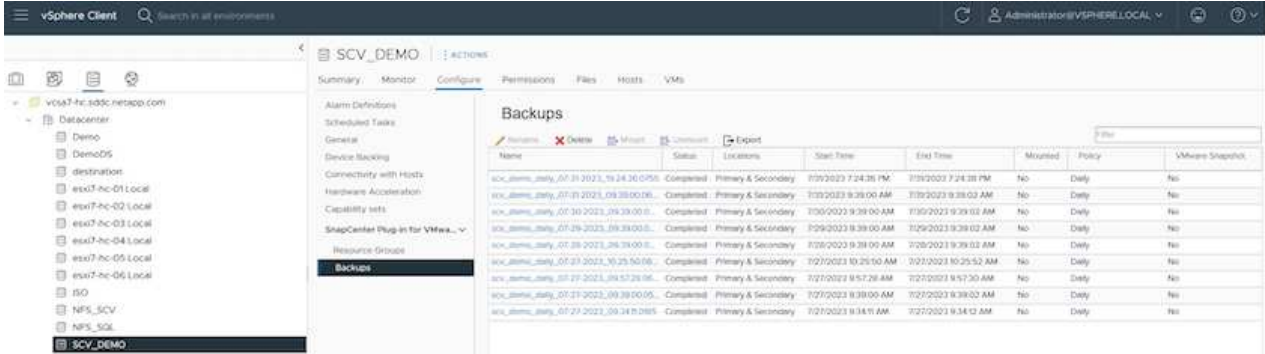 vSphere Client Search in all environments Administrator@VSPHERE.LOCAL
SCV_DEMO ACTIONS
Summary Monitor Configure Permissions Files Hosts VMs
vcsa7-hc.sddc.netapp.com
Datacenter
Demo
DemoDS
destination
esxi7-hc-01 Local
esxi7-hc-02 Local
esxi7-hc-03 Local
esxi7-hc-04 Local
esxi7-hc-05 Local
esxi7-hc-06 Local
ISO
NFS_SCV
NFS_SQL
SCV_DEMO
Alarm Definitions
Scheduled Tasks
General
Device Backing
Connectivity with Hosts
Hardware Acceleration
Capability sets
SnapCenter Plug-in for VMwa...
Resource Groups
Backups
Backups
Rename Delete Mount Unmount Export Filter
Name Status Locations Start Time End Time Mounted Policy VMware Snapshot
Completed Primary & Secondary 7/31/2023 7:24:36 PM 7/31/2023 7:24:38 PM No Daily No
Completed Primary & Secondary 7/31/2023 9:39:00 AM 7/31/2023 9:39:02 AM No Daily No
Completed Primary & Secondary 7/30/2023 9:39:00 AM 7/30/2023 9:39:02 AM No Daily No
Completed Primary & Secondary 7/29/2023 9:39:00 AM 7/29/2023 9:39:02 AM No Daily No
Completed Primary & Secondary 7/28/2023 9:39:00 AM 7/28/2023 9:39:02 AM No Daily No
Completed Primary & Secondary 7/27/2023 10:25:50 AM 7/27/2023 10:25:52 AM No Daily No
Completed Primary & Secondary 7/27/2023 9:57:28 AM 7/27/2023 9:57:30 AM No Daily No
Completed Primary & Secondary 7/27/2023 9:39:00 AM 7/27/2023 9:39:02 AM No Daily No
Completed Primary & Secondary 7/27/2023 9:34:11 AM 7/27/2023 9:34:12 AM No Daily No